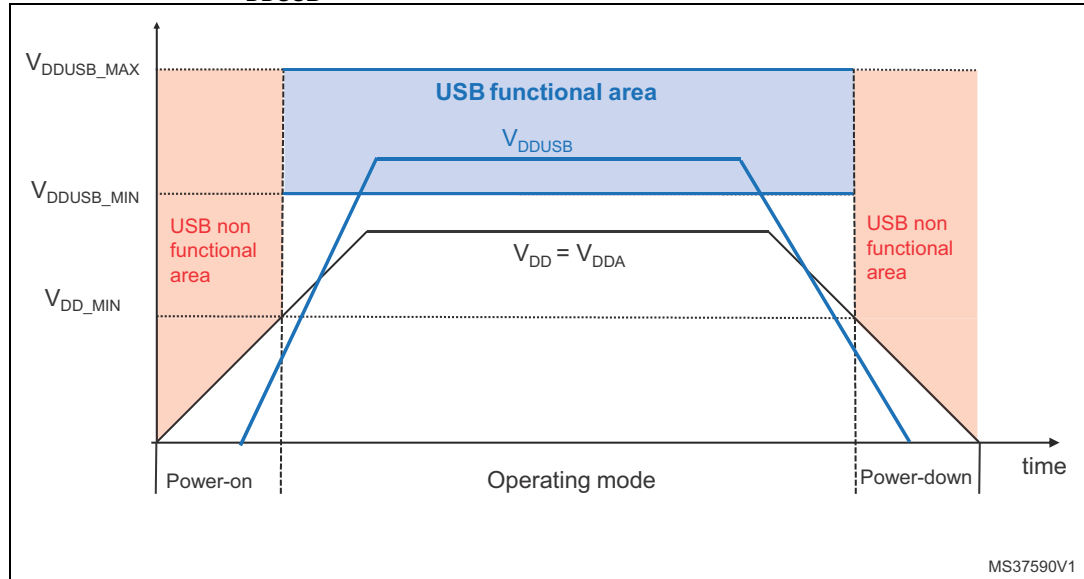 DDUSB
VDDUSB_MAX
USB functional area
VDDUSB
VDDUSB_MIN
USB non
functional
area
USB non
functional
area
VDD = VDDA
VDD_MIN
time
Power-on
Operating mode
Power-down
MS37590V1